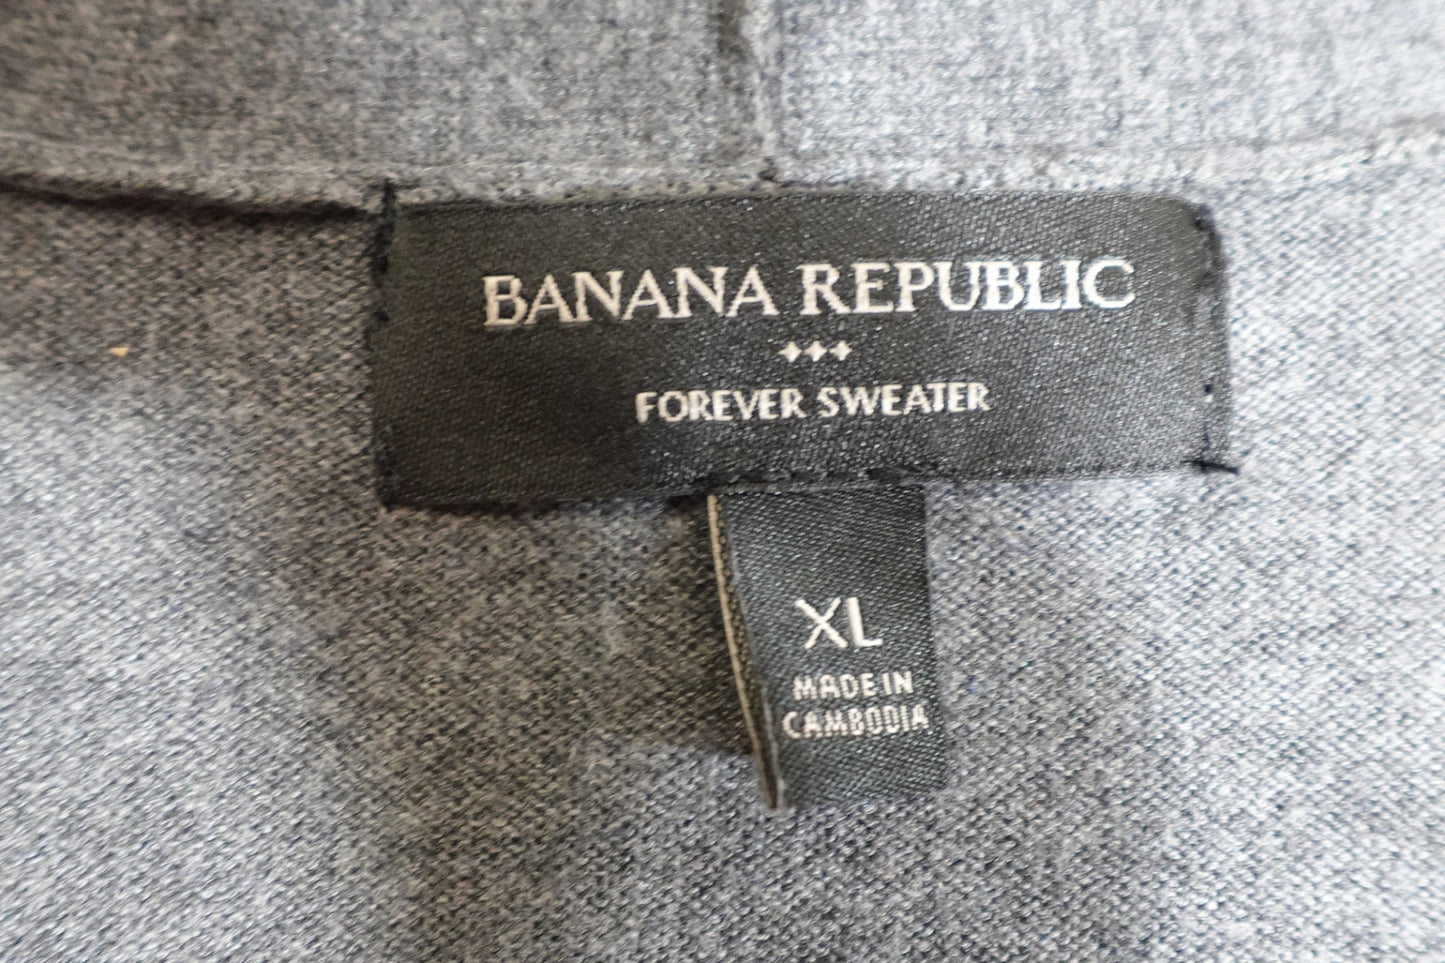 BANANA REPUBLIC
FOREVER SWEATER
XL
MADE IN
CAMBODIA